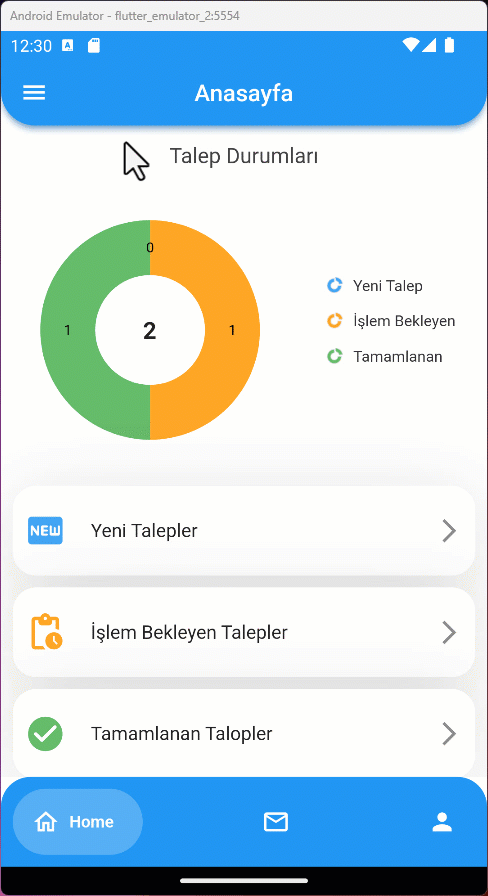 Android Emulator - flutter_emulator_2:5554
12:30 A
Anasayfa
Talep Durumları
0
1
2
1
Yeni Talep
İşlem Bekleyen
Tamamlanan
NEW Yeni Talepler
İşlem Bekleyen Talepler
Tamamlanan Talopler
Home